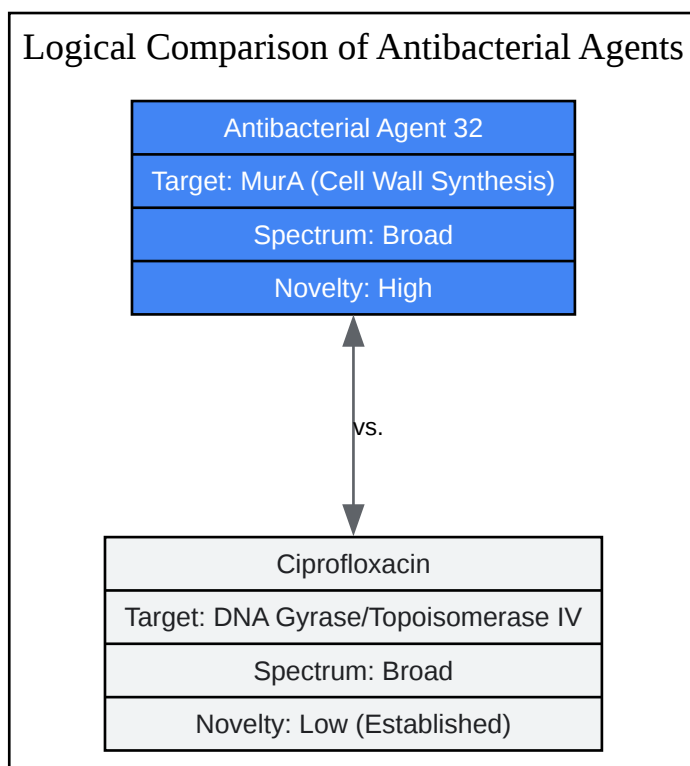 Logical Comparison of Antibacterial Agents
Antibacterial Agent 32
Target: MurA (Cell Wall Synthesis)
Spectrum: Broad
Novelty: High
vs.
Ciprofloxacin
Target: DNA Gyrase/Topoisomerase IV
Spectrum: Broad
Novelty: Low (Established)